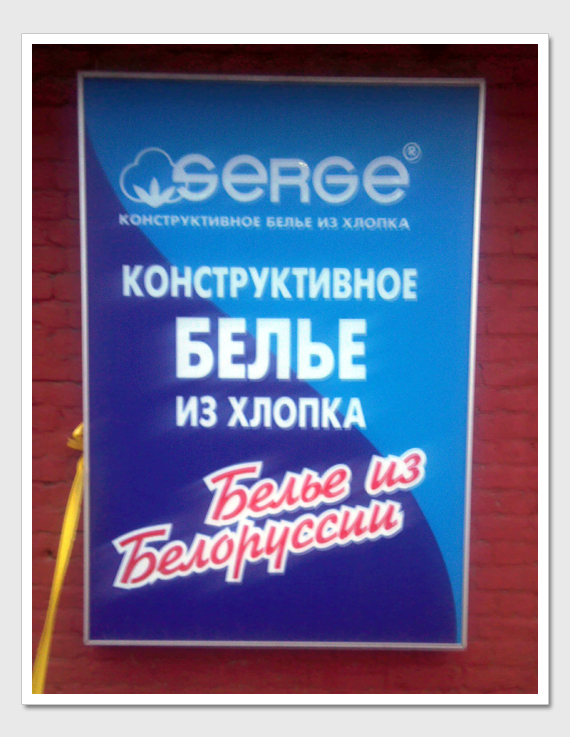 SERGE®
КОНСТРУКТИВНОЕ БЕЛЬЕ ИЗ ХЛОПКА
КОНСТРУКТИВНОЕ
БЕЛЬЕ
ИЗ ХЛОПКА
Белье из
Белоруссии